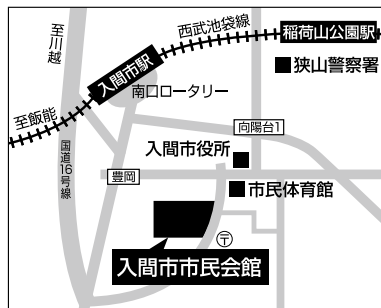 至川越
西武池袋線
稲荷山公園駅
狭山警察署
入間市駅
南口ロータリー
至飯能
向陽台1
入間市役所
国道16号線
豊岡
市民体育館
〒
入間市市民会館